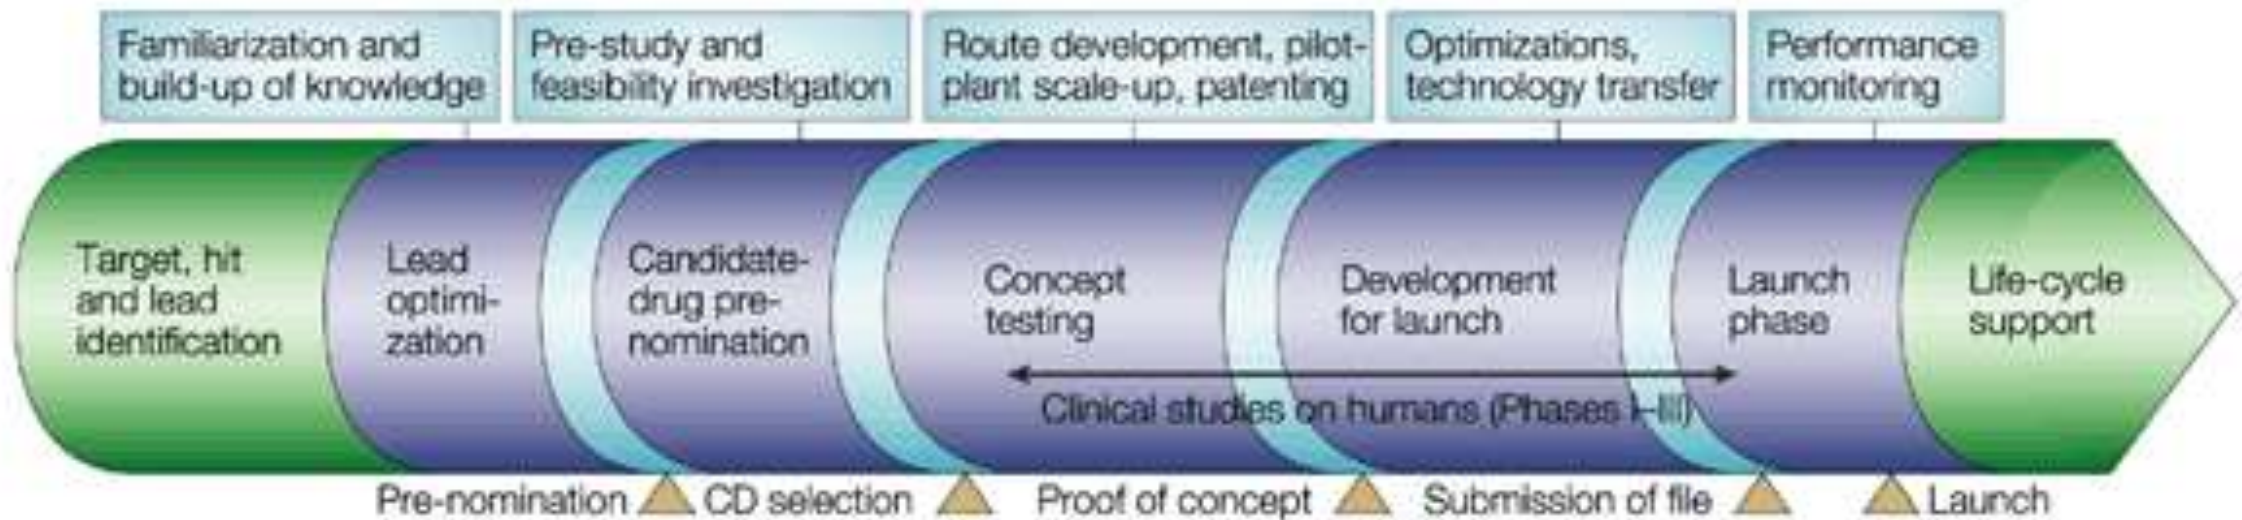 Familiarization and
build-up of knowledge
Pre-study and
feasibility investigation
Route development, pilot-
plant scale-up, patenting
Optimizations,
technology transfer
Performance
monitoring
Target, hit
and lead
identification
Lead
optimi-
zation
Candidate-
drug pre-
nomination
Concept
testing
Development
for launch
Launch
phase
Life-cycle
support
Clinical studies on humans (Phases I–III)
Pre-nomination
CD selection
Proof of concept
Submission of file
Launch